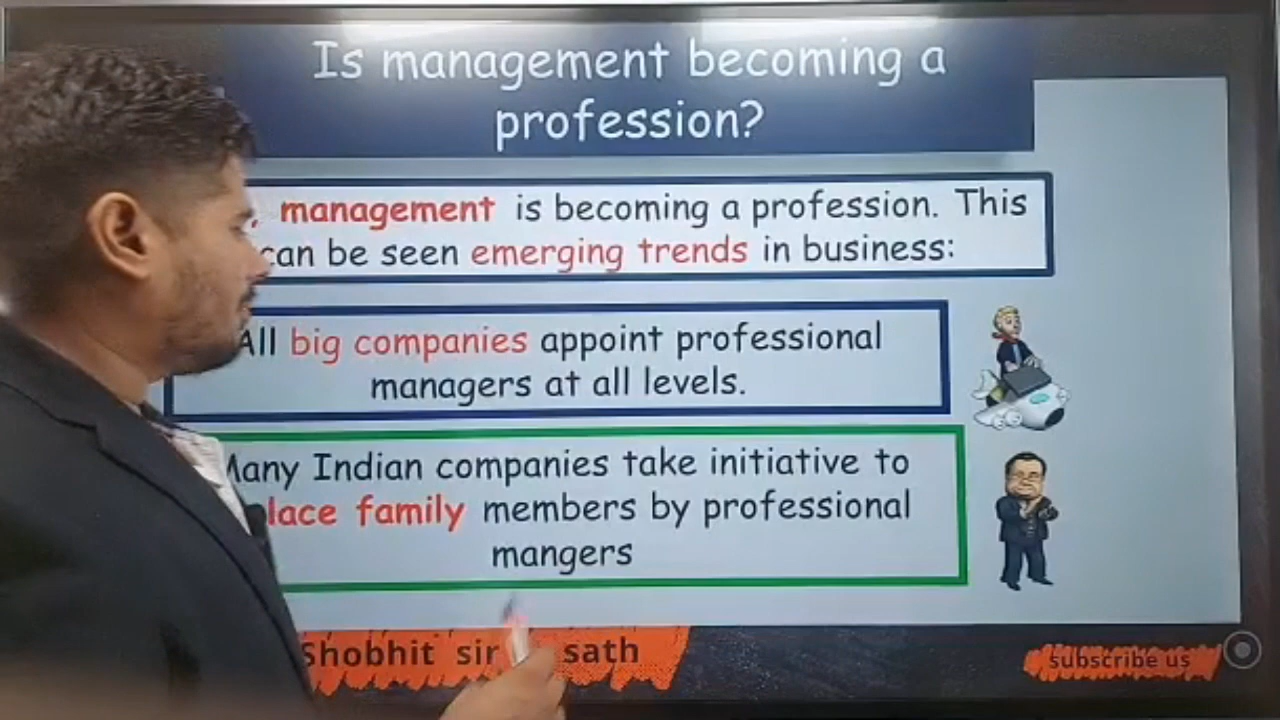 Is management becoming a
profession?
, management is becoming a profession. This
can be seen emerging trends in business:
All big companies appoint professional
managers at all levels.
Many Indian companies take initiative to
lace family members by professional
mangers
Shobhit sir sath
subscribe us